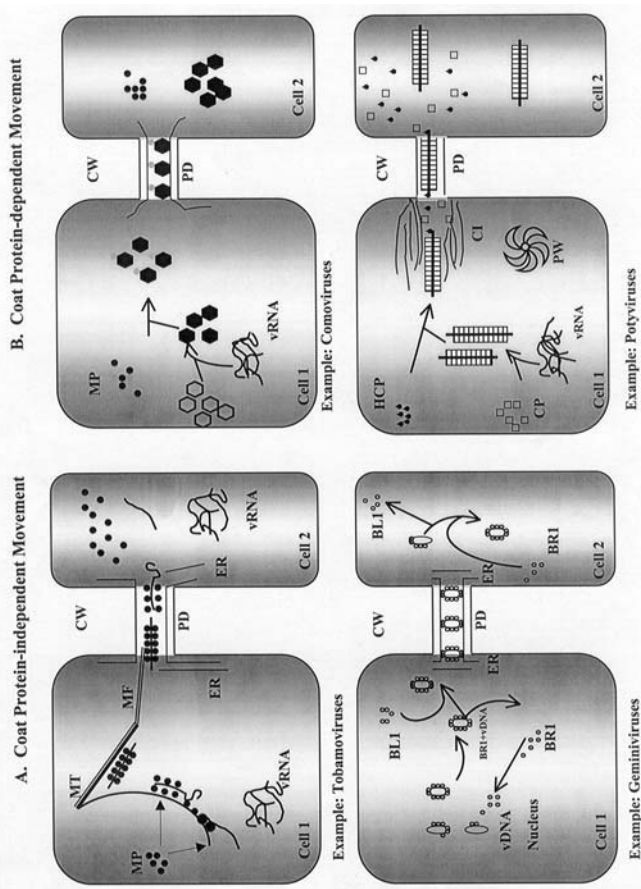 A. Coat Protein-independent Movement
MT
MF
CW
MP
ER
PD
ER
vRNA
vRNA
Cell 1
Cell 2
Example: Tobamoviruses
BL1
ER
CW
BL1
BR1+vDNA
PD
ER
vDNA
BR1
BR1
Nucleus
Cell 1
Cell 2
Example: Geminiviruses
B. Coat Protein-dependent Movement
MP
CW
PD
vRNA
Cell 1
Cell 2
Example: Comoviruses
HCP
CW
CI
PD
CP
vRNA
PW
Cell 1
Cell 2
Example: Potyviruses